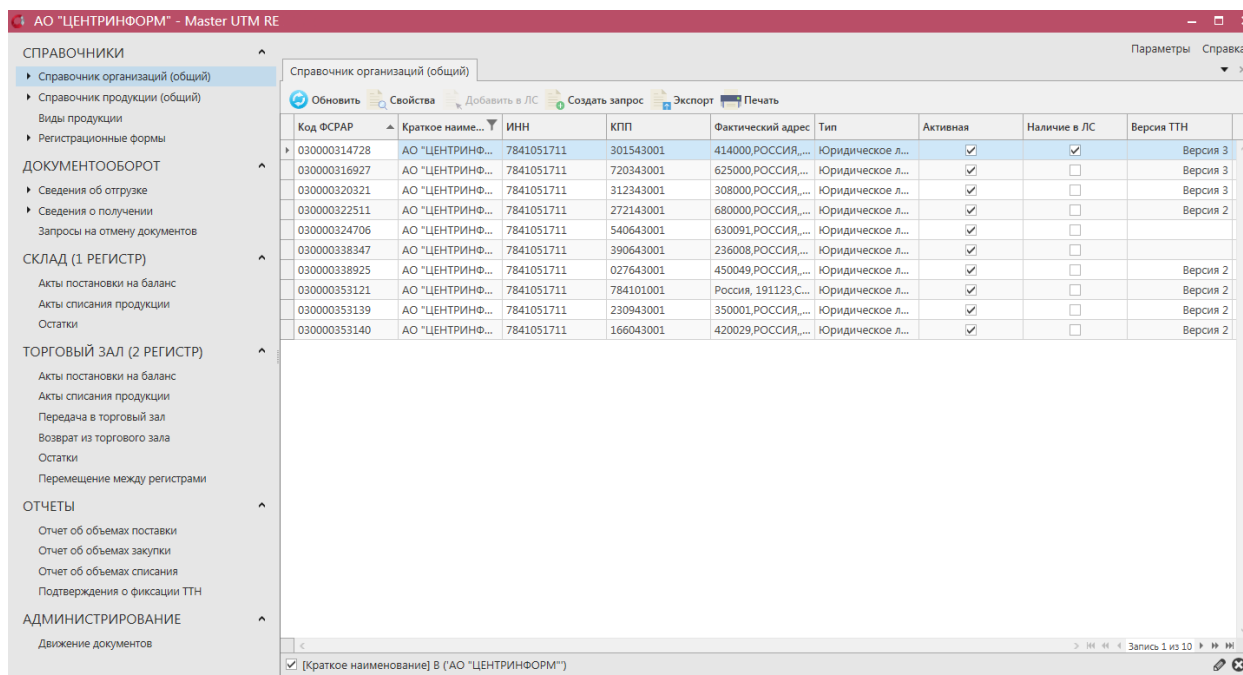 АО "ЦЕНТРИНФОРМ" - Master UTM RE
Параметры Справка
СПРАВОЧНИКИ
Справочник организаций (общий)
Справочник продукции (общий)
Виды продукции
Регистрационные формы
ДОКУМЕНТООБОРОТ
Сведения об отгрузке
Сведения о получении
Запросы на отмену документов
СКЛАД (1 РЕГИСТР)
Акты постановки на баланс
Акты списания продукции
Остатки
ТОРГОВЫЙ ЗАЛ (2 РЕГИСТР)
Акты постановки на баланс
Акты списания продукции
Передача в торговый зал
Возврат из торгового зала
Остатки
Перемещение между регистрами
ОТЧЕТЫ
Отчет об объемах поставки
Отчет об объемах закупки
Отчет об объемах списания
Подтверждения о фиксации ТТН
АДМИНИСТРИРОВАНИЕ
Движение документов
Справочник организаций (общий)
Обновить Свойства Добавить в ЛС Создать запрос Экспорт Печать
Код ФСРАР Краткое наиме... ИНН КПП Фактический адрес Тип Активная Наличие в ЛС Версия ТТН
030000314728 АО "ЦЕНТРИНФ... 7841051711 301543001 414000,РОССИЯ,,... Юридическое л... Версия 3
030000316927 АО "ЦЕНТРИНФ... 7841051711 720343001 625000,РОССИЯ,... Юридическое л... Версия 3
030000320321 АО "ЦЕНТРИНФ... 7841051711 312343001 308000,РОССИЯ,,... Юридическое л... Версия 3
030000322511 АО "ЦЕНТРИНФ... 7841051711 272143001 680000,РОССИЯ,... Юридическое л... Версия 2
030000324706 АО "ЦЕНТРИНФ... 7841051711 540643001 630091,РОССИЯ,,... Юридическое л...
030000338347 АО "ЦЕНТРИНФ... 7841051711 390643001 236008,РОССИЯ,... Юридическое л...
030000338925 АО "ЦЕНТРИНФ... 7841051711 027643001 450049,РОССИЯ,,... Юридическое л... Версия 2
030000353121 АО "ЦЕНТРИНФ... 7841051711 784101001 Россия, 191123,С... Юридическое л... Версия 2
030000353139 АО "ЦЕНТРИНФ... 7841051711 230943001 350001,РОССИЯ,,... Юридическое л... Версия 2
030000353140 АО "ЦЕНТРИНФ... 7841051711 166043001 420029,РОССИЯ,,... Юридическое л... Версия 2
Запись 1 из 10
[Краткое наименование] В ('АО "ЦЕНТРИНФОРМ"')